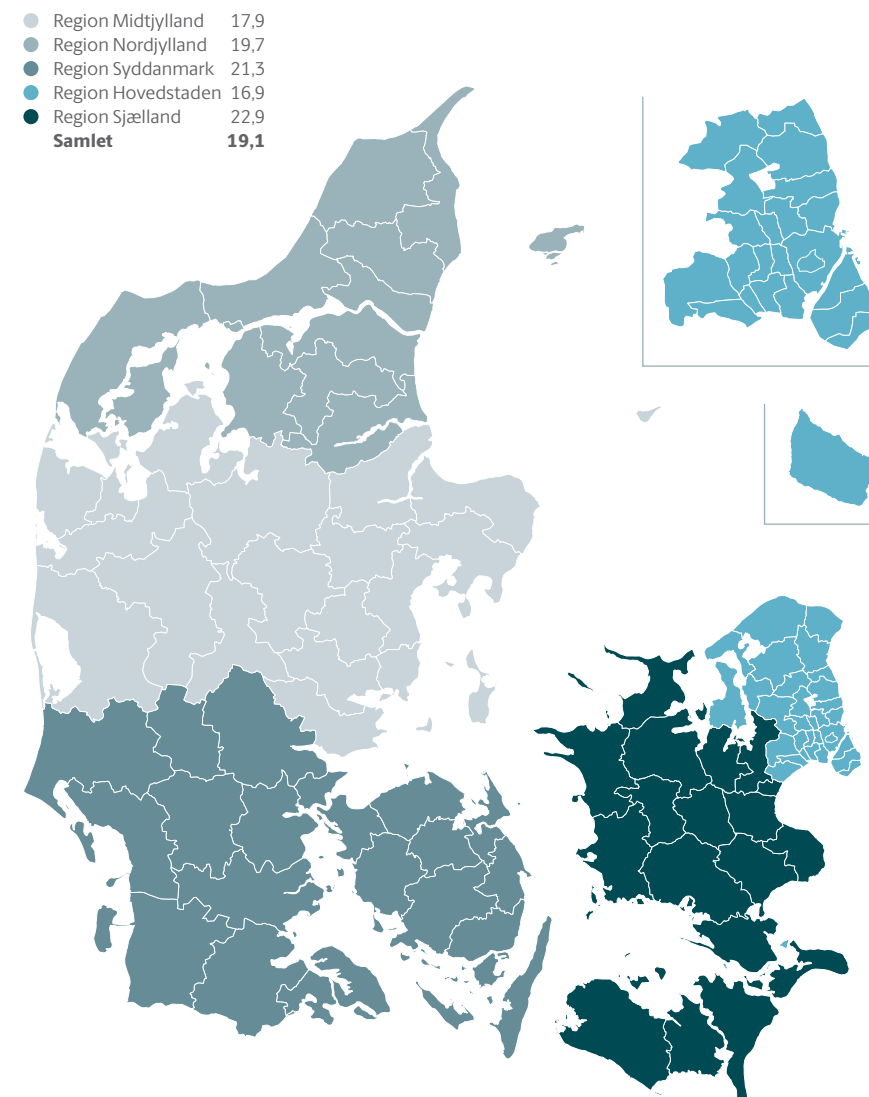 Region Midtjylland 17,9
Region Nordjylland 19,7
Region Syddanmark 21,3
Region Hovedstaden 16,9
Region Sjælland 22,9
Samlet 19,1